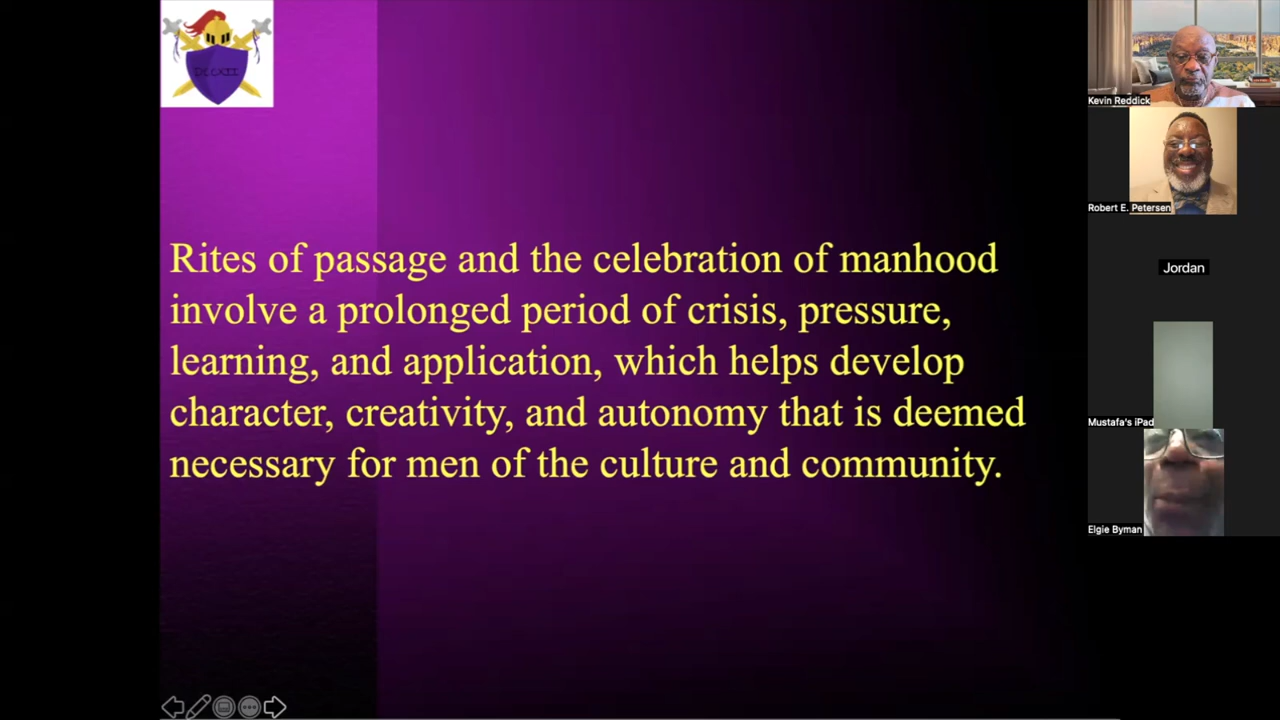 DCCXII
Rites of passage and the celebration of manhood
involve a prolonged period of crisis, pressure,
learning, and application, which helps develop
character, creativity, and autonomy that is deemed
necessary for men of the culture and community.
Kevin Reddick
Robert E. Petersen
Jordan
Mustafa's iPad
Elgie Byman